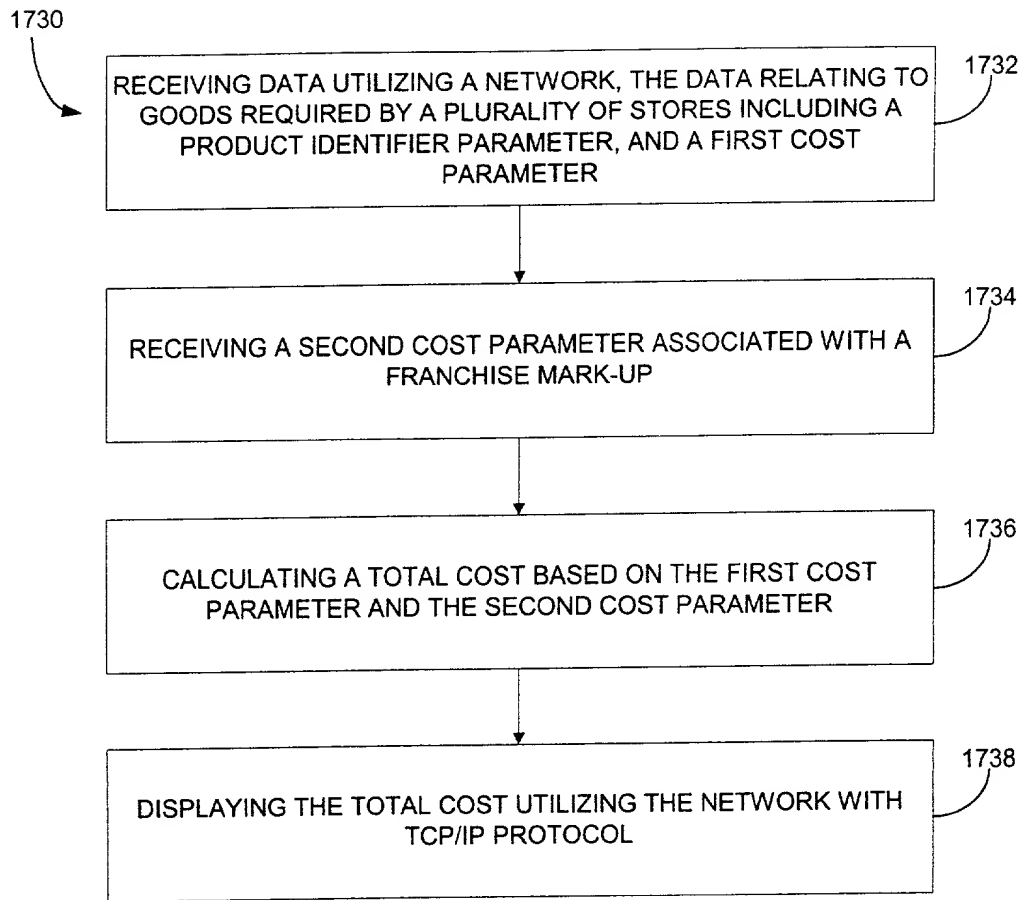 1730
1732
RECEIVING DATA UTILIZING A NETWORK, THE DATA RELATING TO
GOODS REQUIRED BY A PLURALITY OF STORES INCLUDING A
PRODUCT IDENTIFIER PARAMETER, AND A FIRST COST
PARAMETER
1734
RECEIVING A SECOND COST PARAMETER ASSOCIATED WITH A
FRANCHISE MARK-UP
1736
CALCULATING A TOTAL COST BASED ON THE FIRST COST
PARAMETER AND THE SECOND COST PARAMETER
1738
DISPLAYING THE TOTAL COST UTILIZING THE NETWORK WITH
TCP/IP PROTOCOL